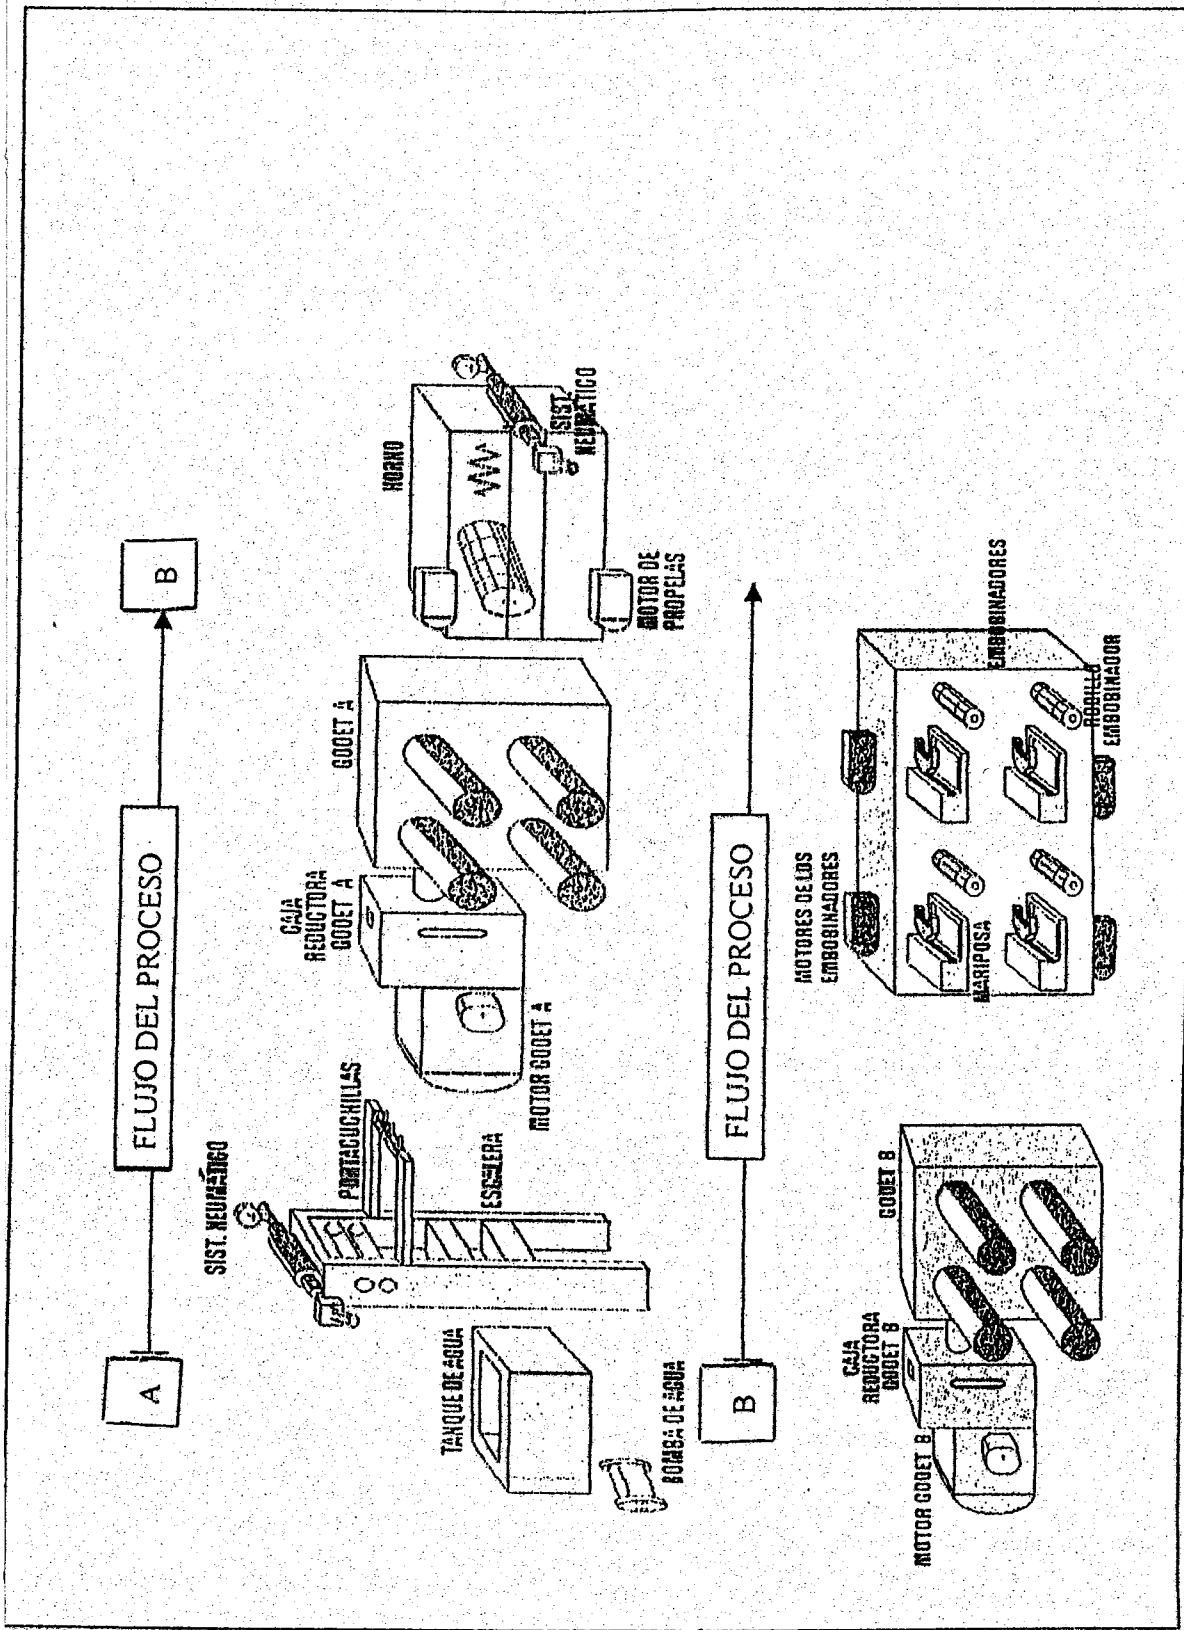 A
FLUJO DEL PROCESO
B
SIST. NEUMÁTICO
PORTACUCHILLAS
ESCALERA
TANQUE DE AGUA
BOMBA DE AGUA
CAJA
REDUCTORA
GODET A
MOTOR GODET A
GODET A
HORNO
SIST.
NEUMÁTICO
MOTOR DE
PROPELAS
B
FLUJO DEL PROCESO
CAJA
REDUCTORA
GODET B
MOTOR GODET B
GODET B
MOTORES DE LOS
EMBOBINADORES
MARIPOSA
EMBOBINADORES
RODILLO
EMBOBINADOR